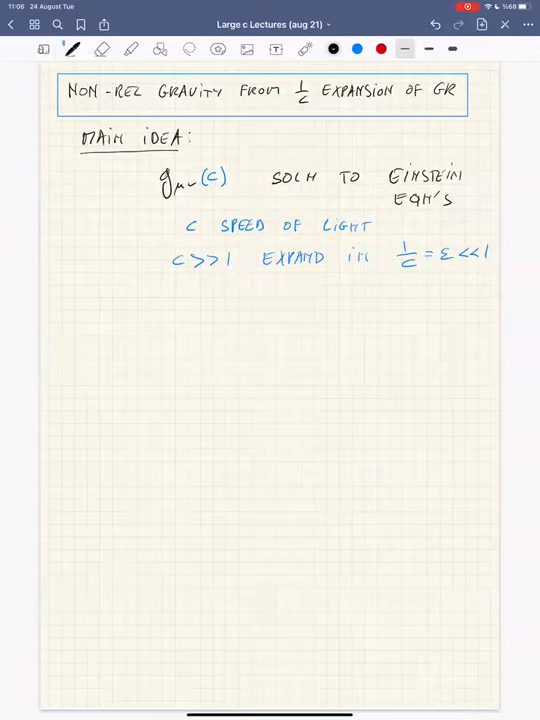 11:06 24 August Tue %68
Large c Lectures (aug 21)
NON-REL GRAVITY FROM 1/c EXPANSION OF GR
MAIN IDEA:
gμν(c) SOLN TO EINSTEIN
EQN'S
c SPEED OF LIGHT
c >> 1 EXPAND IN 1/c = ε << 1